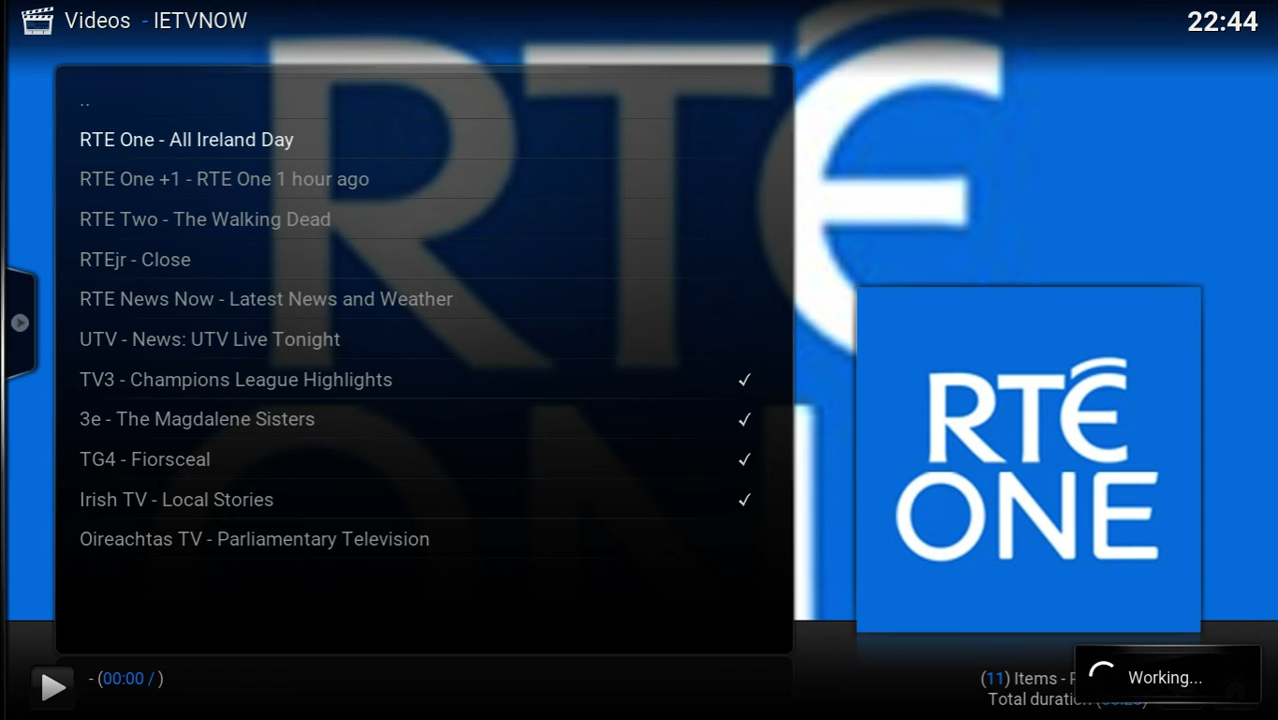 Videos - IETVNOW
22:44
..
RTE One - All Ireland Day
RTE One +1 - RTE One 1 hour ago
RTE Two - The Walking Dead
RTEjr - Close
RTE News Now - Latest News and Weather
UTV - News: UTV Live Tonight
TV3 - Champions League Highlights ✓
3e - The Magdalene Sisters ✓
TG4 - Fiorsceal ✓
Irish TV - Local Stories ✓
Oireachtas TV - Parliamentary Television
RTÉ
ONE
RTÉ
ONE
- (00:00 / )
(11) Items -
Total duration
Working...